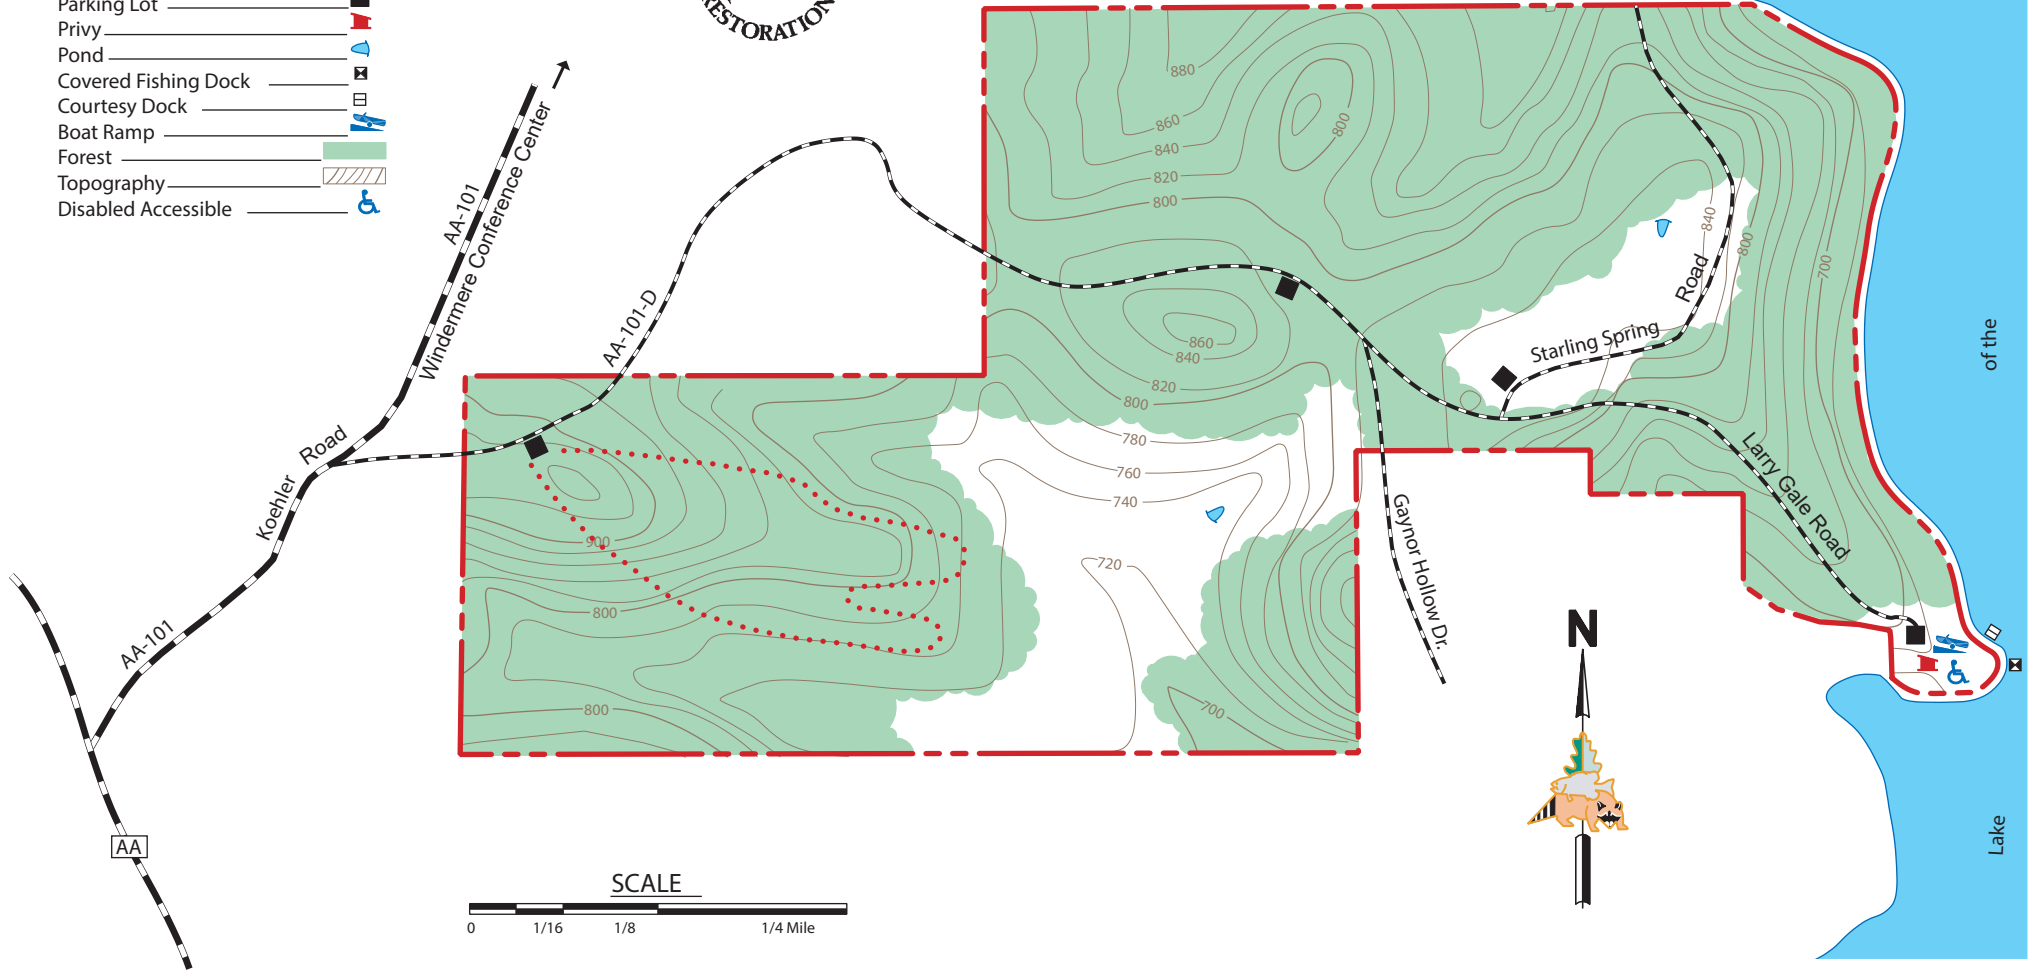 Parking Lot
Privy
Pond
Covered Fishing Dock
Courtesy Dock
Boat Ramp
Forest
Topography
Disabled Accessible
RESTORATION
AA-101
Windermere Conference Center
AA-101-D
Koehler Road
AA-101
AA
880
860
840
820
800
800
840
800
700
Road
Starling Spring
860
840
820
800
780
760
740
720
700
900
800
800
Larry Gale Road
Gaynor Hollow Dr.
N
of the
Lake
SCALE
0 1/16 1/8 1/4 Mile